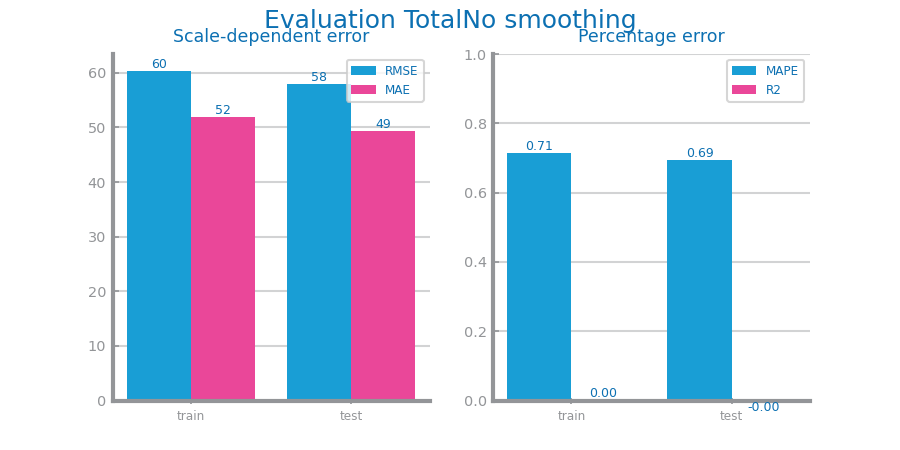 Evaluation TotalNo smoothing
Scale-dependent error
Percentage error
60
50
40
30
20
10
0
60
52
58
49
RMSE
MAE
train
test
1.0
0.8
0.6
0.4
0.2
0.0
0.71
0.00
0.69
-0.00
MAPE
R2
train
test